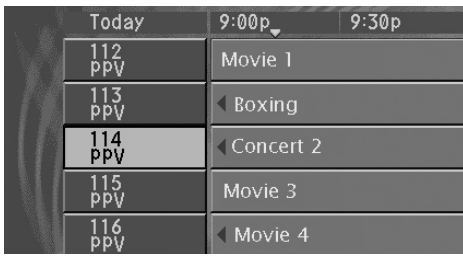 Today 9:00p 9:30p
112
PPV Movie 1
113
PPV Boxing
114
PPV Concert 2
115
PPV Movie 3
116
PPV Movie 4